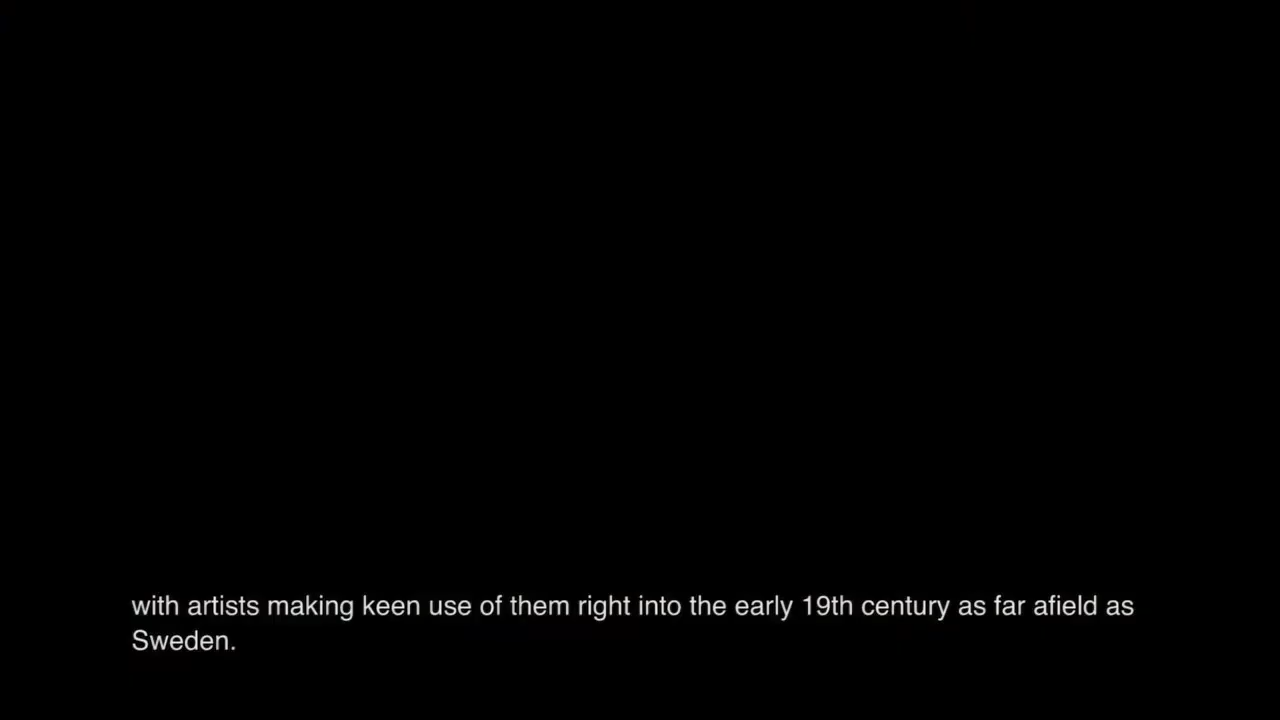 with artists making keen use of them right into the early 19th century as far afield as
Sweden.